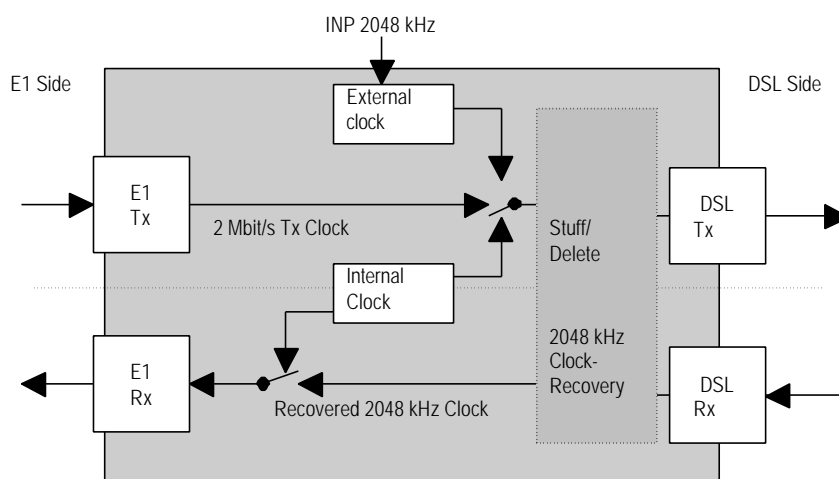 INP 2048 kHz
E1 Side
DSL Side
External
clock
E1
Tx
2 Mbit/s Tx Clock
Stuff/
Delete
DSL
Tx
Internal
Clock
E1
Rx
Recovered 2048 kHz Clock
2048 kHz
Clock-
Recovery
DSL
Rx